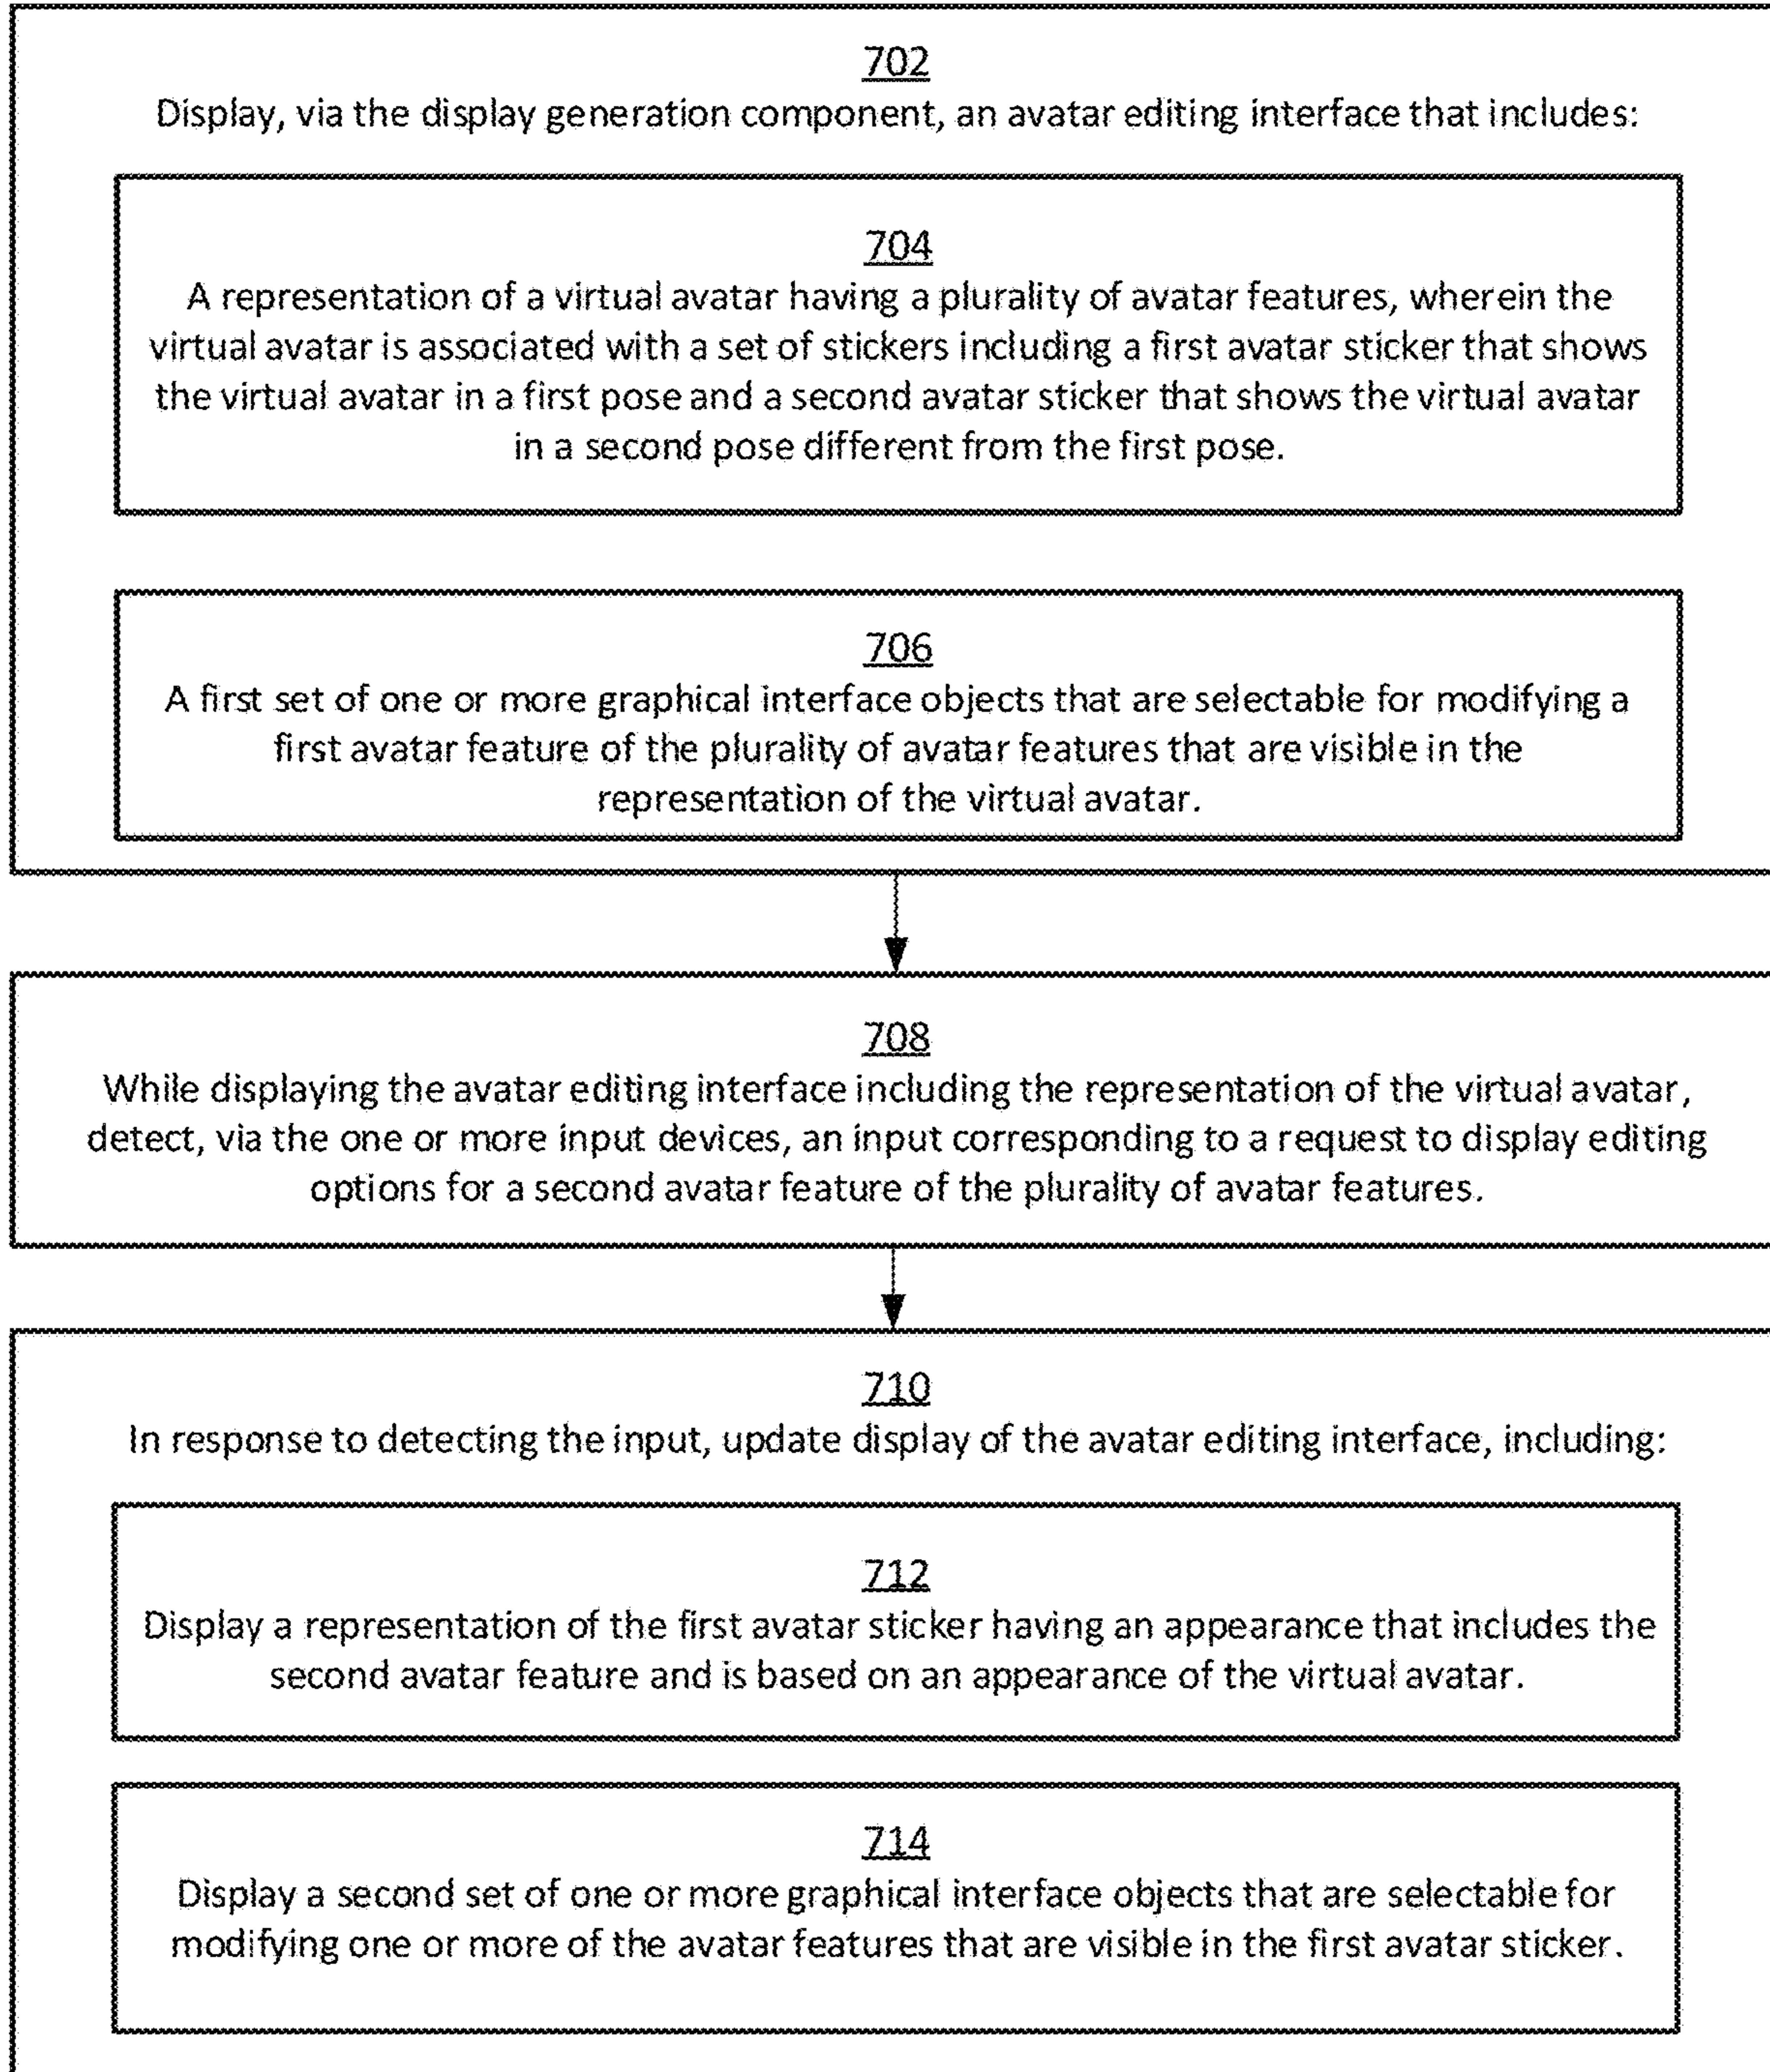 702
Display, via the display generation component, an avatar editing interface that includes:
704
A representation of a virtual avatar having a plurality of avatar features, wherein the
virtual avatar is associated with a set of stickers including a first avatar sticker that shows
the virtual avatar in a first pose and a second avatar sticker that shows the virtual avatar
in a second pose different from the first pose.
706
A first set of one or more graphical interface objects that are selectable for modifying a
first avatar feature of the plurality of avatar features that are visible in the
representation of the virtual avatar.
708
While displaying the avatar editing interface including the representation of the virtual avatar,
detect, via the one or more input devices, an input corresponding to a request to display editing
options for a second avatar feature of the plurality of avatar features.
710
In response to detecting the input, update display of the avatar editing interface, including:
712
Display a representation of the first avatar sticker having an appearance that includes the
second avatar feature and is based on an appearance of the virtual avatar.
714
Display a second set of one or more graphical interface objects that are selectable for
modifying one or more of the avatar features that are visible in the first avatar sticker.